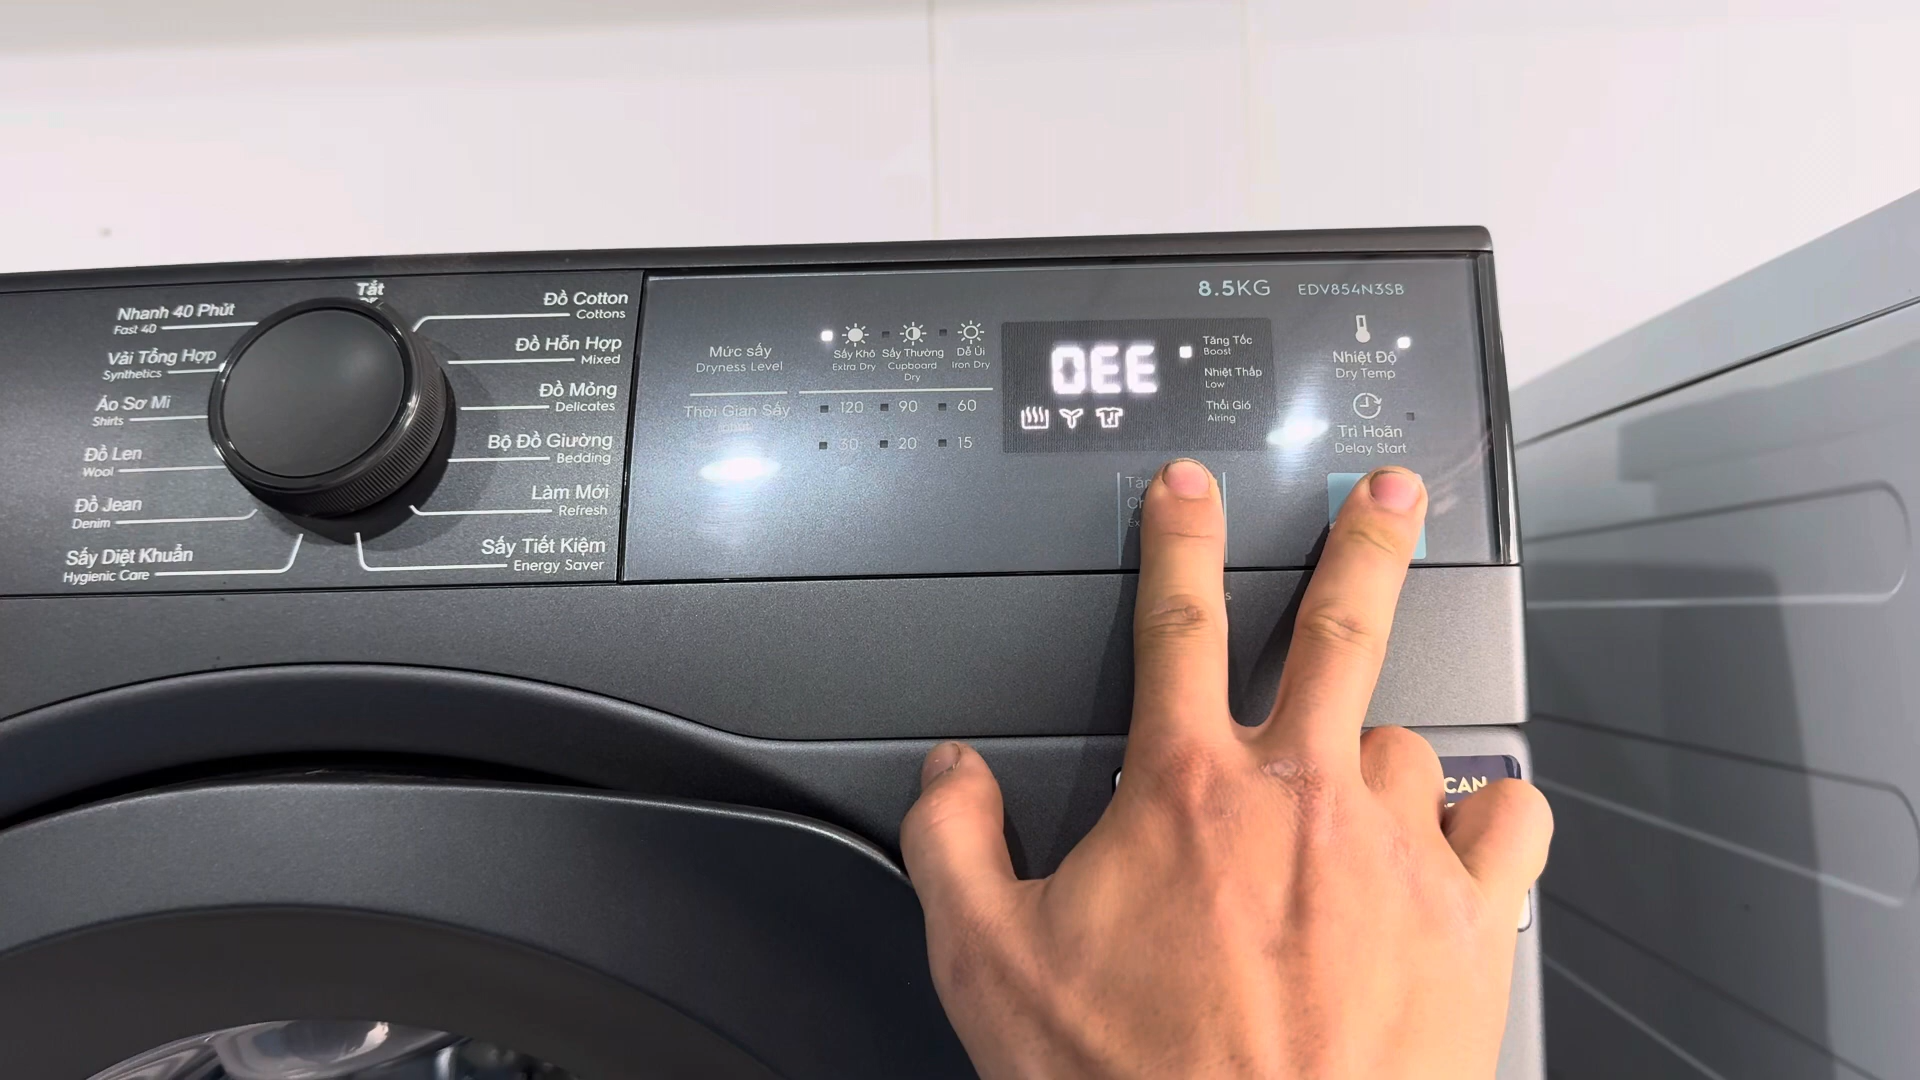 Tắt
Nhanh 40 Phút
Fast 40
Vải Tổng Hợp
Synthetics
Áo Sơ Mi
Shirts
Đồ Len
Wool
Đồ Jean
Denim
Sấy Diệt Khuẩn
Hygienic Care
Đồ Cotton
Cottons
Đồ Hỗn Hợp
Mixed
Đồ Mỏng
Delicates
Bộ Đồ Giường
Bedding
Làm Mới
Refresh
Sấy Tiết Kiệm
Energy Saver
8.5KG EDV854N3SB
Mức sấy
Dryness Level
Sấy Khô
Extra Dry
Sấy Thường
Cupboard
Dry
Dễ Ủi
Iron Dry
Thời Gian Sấy
120 90 60
30 20 15
0EE
Tăng Tốc
Boost
Nhiệt Thấp
Low
Thổi Gió
Airing
Nhiệt Độ
Dry Temp
Trì Hoãn
Delay Start
CAN